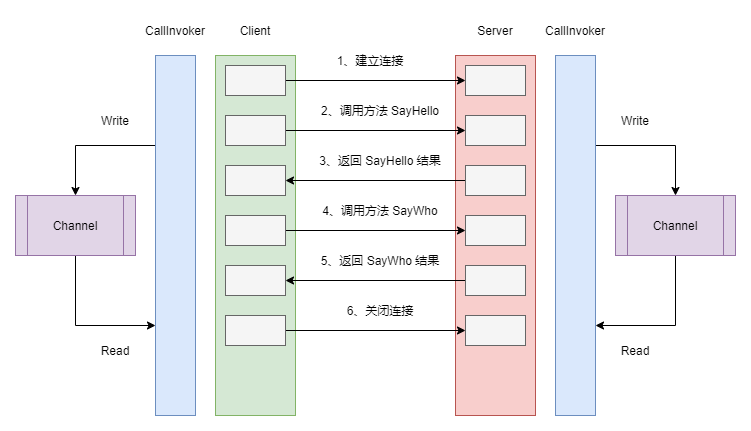 CallInvoker
Client
Server
CallInvoker
1、建立连接
2、调用方法 SayHello
Write
Write
3、返回 SayHello 结果
4、调用方法 SayWho
Channel
Channel
5、返回 SayWho 结果
6、关闭连接
Read
Read